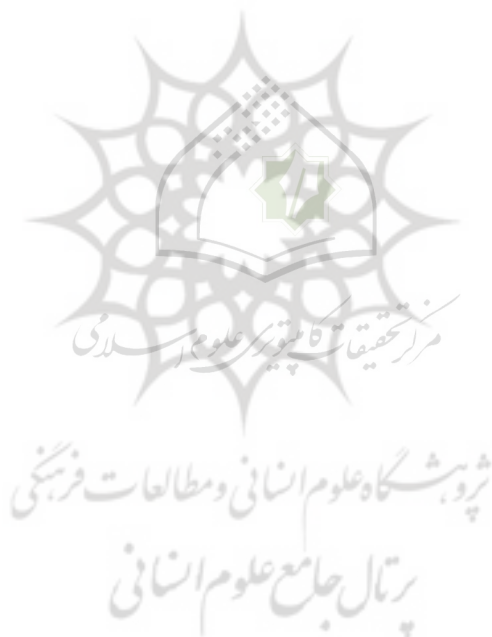 مرکز تحقیقات کامپیوتری علوم اسلامی
پژوهشگاه علوم انسانی و مطالعات فرهنگی
پرتال جامع علوم انسانی